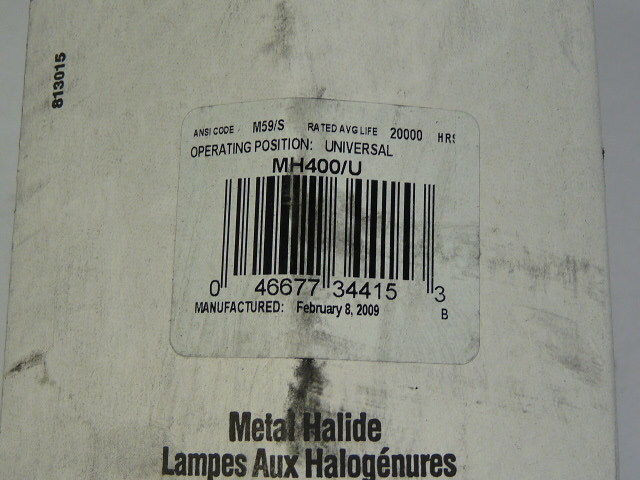 813015
ANSI CODE M59/S RATED AVG LIFE 20000 HRS
OPERATING POSITION: UNIVERSAL
MH400/U
0 46677 34415 3
MANUFACTURED: February 8, 2009 B
Metal Halide
Lampes Aux Halogénures